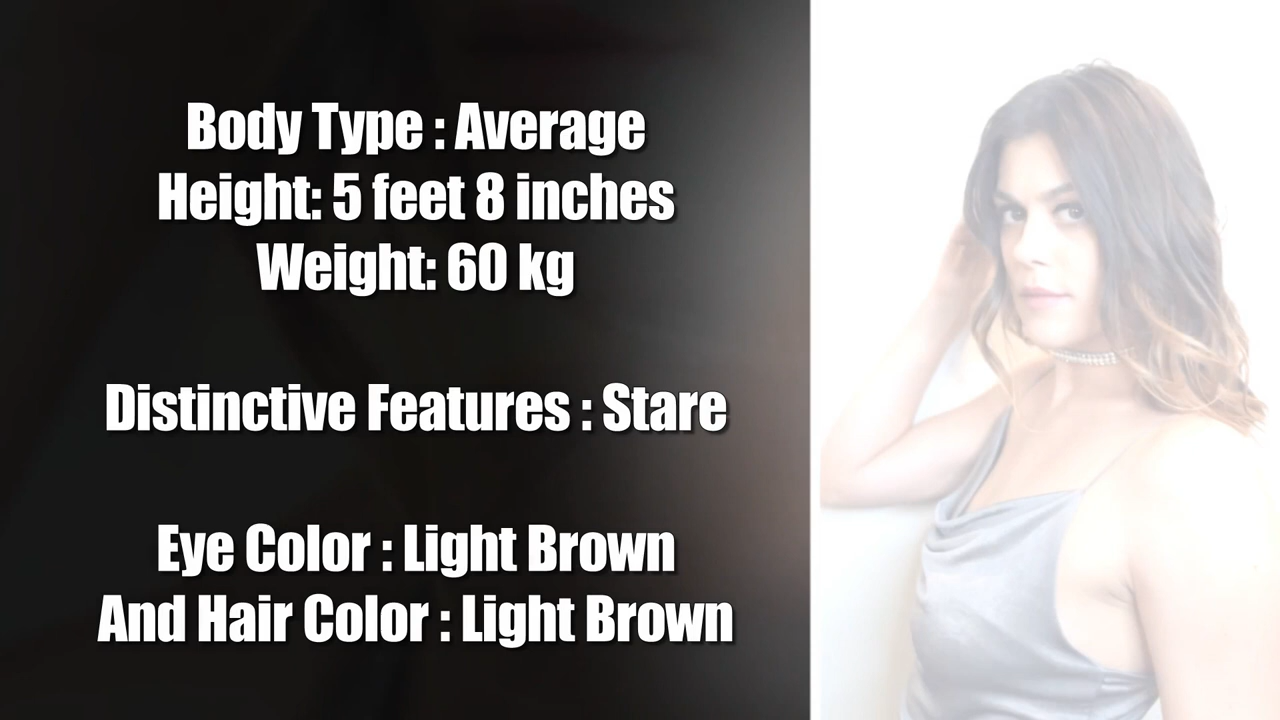 Body Type : Average
Height: 5 feet 8 inches
Weight: 60 kg
Distinctive Features : Stare
Eye Color : Light Brown
And Hair Color : Light Brown